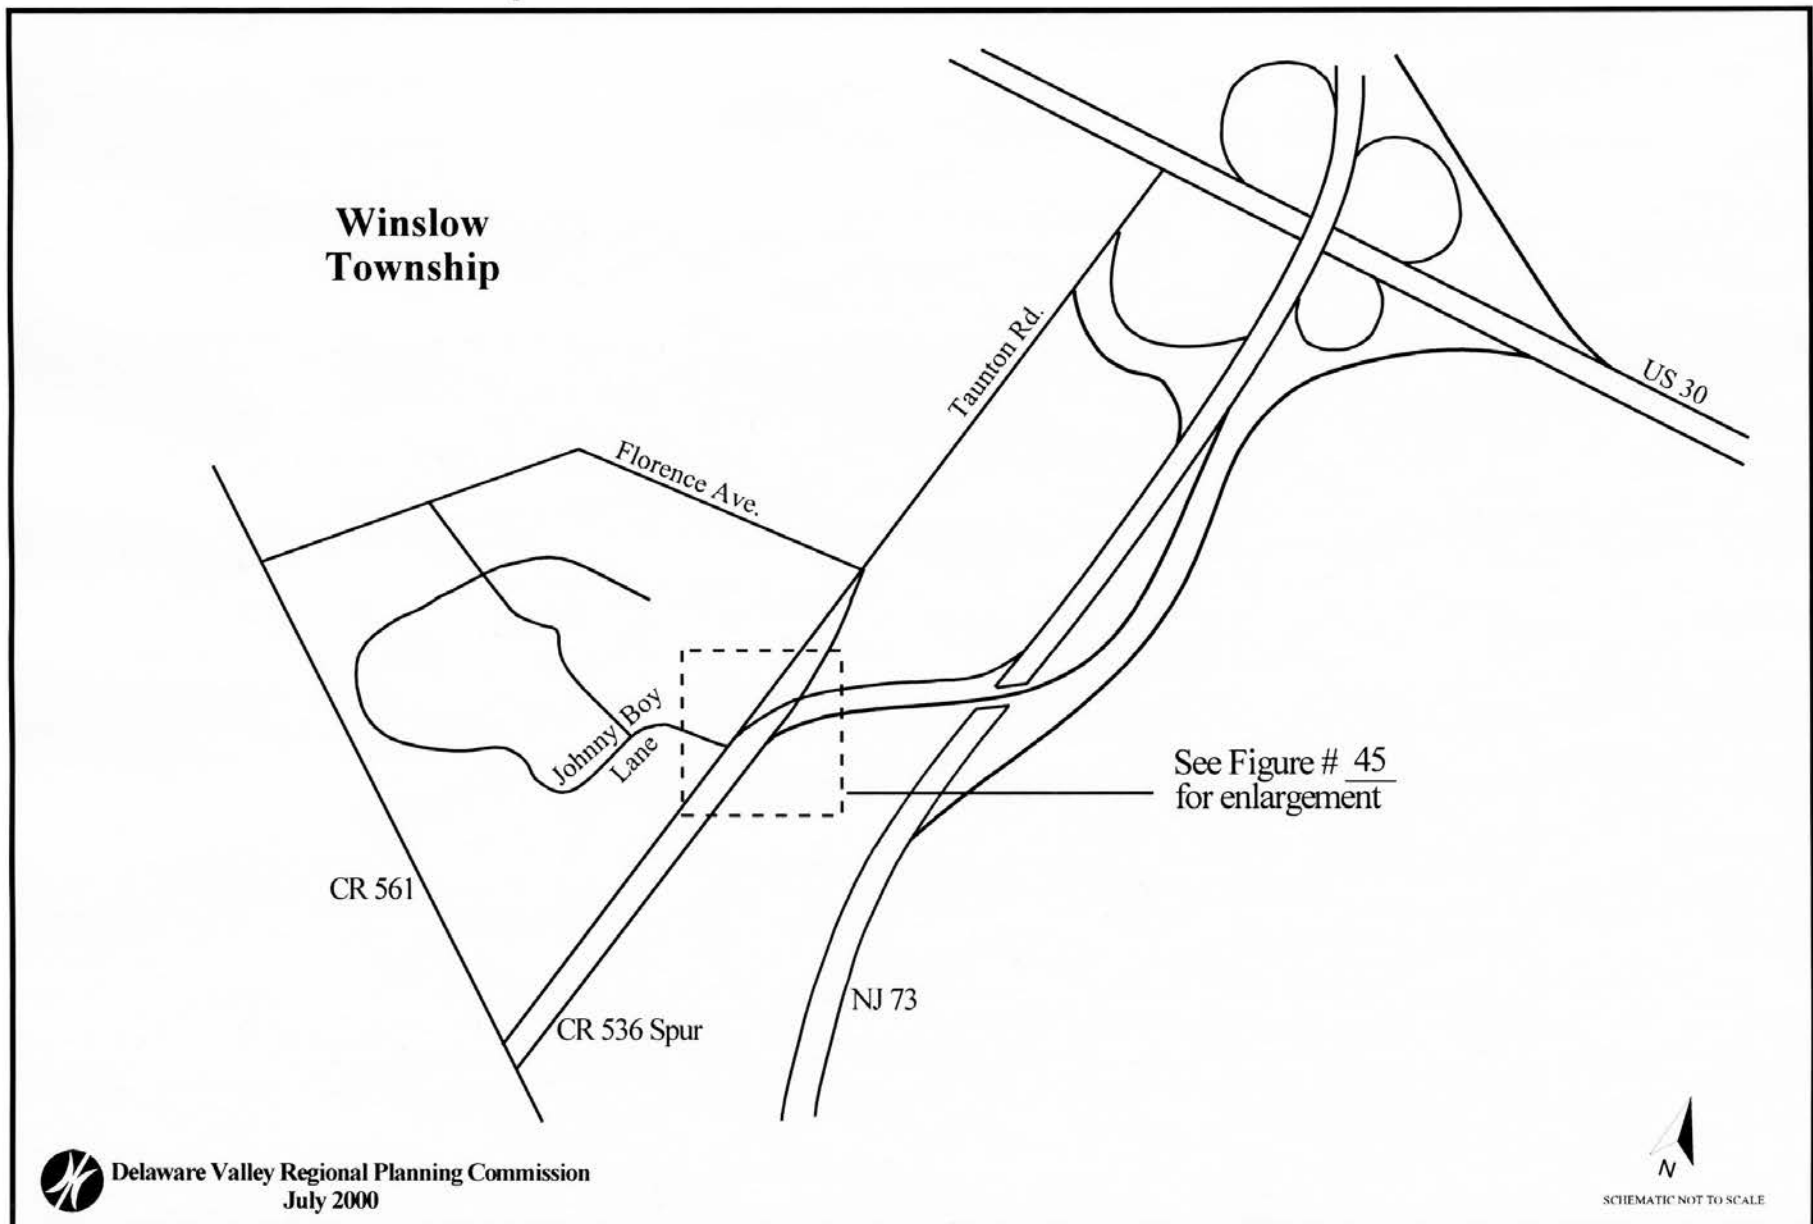 Winslow
Township
Taunton Rd.
US 30
Florence Ave.
Johnny Boy
Lane
See Figure # 45
for enlargement
CR 561
NJ 73
CR 536 Spur
Delaware Valley Regional Planning Commission
July 2000
N
SCHEMATIC NOT TO SCALE